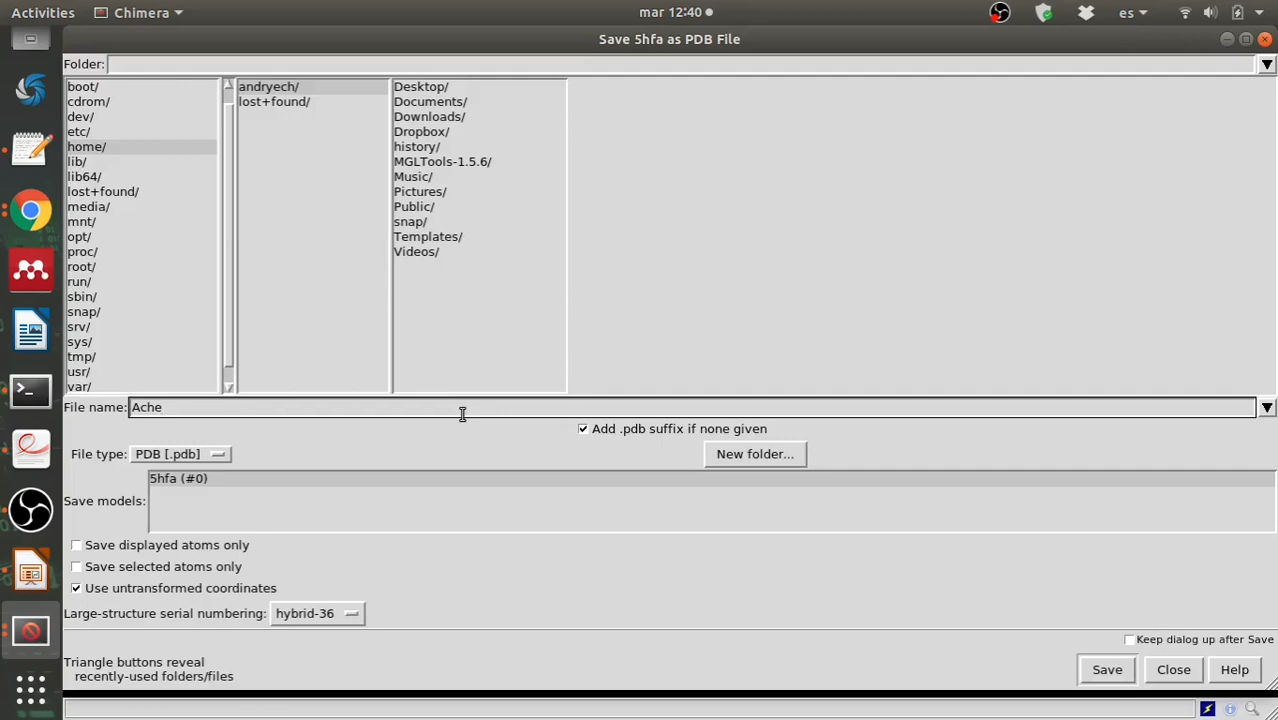 Activities
Chimera
mar 12:40
es
Save 5hfa as PDB File
Folder:
boot/
cdrom/
dev/
etc/
home/
lib/
lib64/
lost+found/
media/
mnt/
opt/
proc/
root/
run/
sbin/
snap/
srv/
sys/
tmp/
usr/
var/
andryech/
lost+found/
Desktop/
Documents/
Downloads/
Dropbox/
history/
MGLTools-1.5.6/
Music/
Pictures/
Public/
snap/
Templates/
Videos/
File name: Ache
Add .pdb suffix if none given
File type: PDB [.pdb]
New folder...
Save models: 5hfa (#0)
Save displayed atoms only
Save selected atoms only
Use untransformed coordinates
Large-structure serial numbering: hybrid-36
Keep dialog up after Save
Triangle buttons reveal
recently-used folders/files
Save
Close
Help